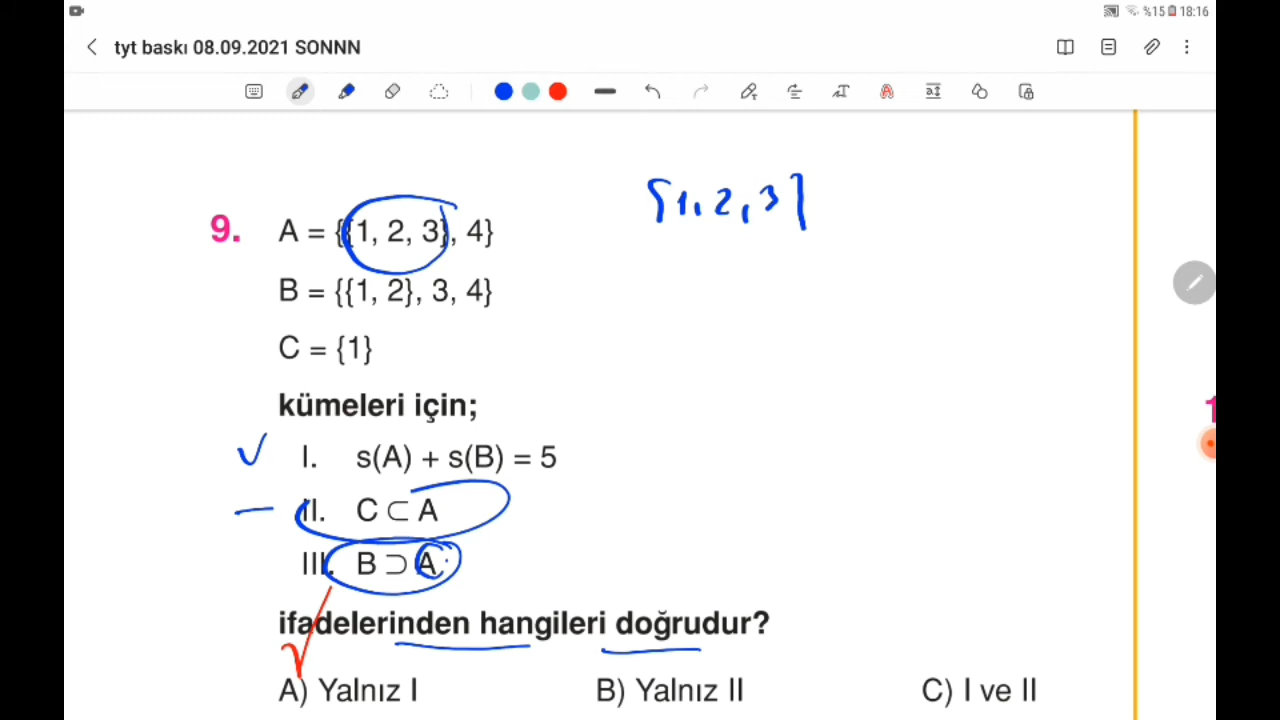 %15 18:16
tyt baskı 08.09.2021 SONNN
{1, 2, 3}
9. A = {{1, 2, 3}, 4}
B = {{1, 2}, 3, 4}
C = {1}
kümeleri için;
I. s(A) + s(B) = 5
II. C ⊂ A
III. B ⊃ A
ifadelerinden hangileri doğrudur?
A) Yalnız I B) Yalnız II C) I ve II